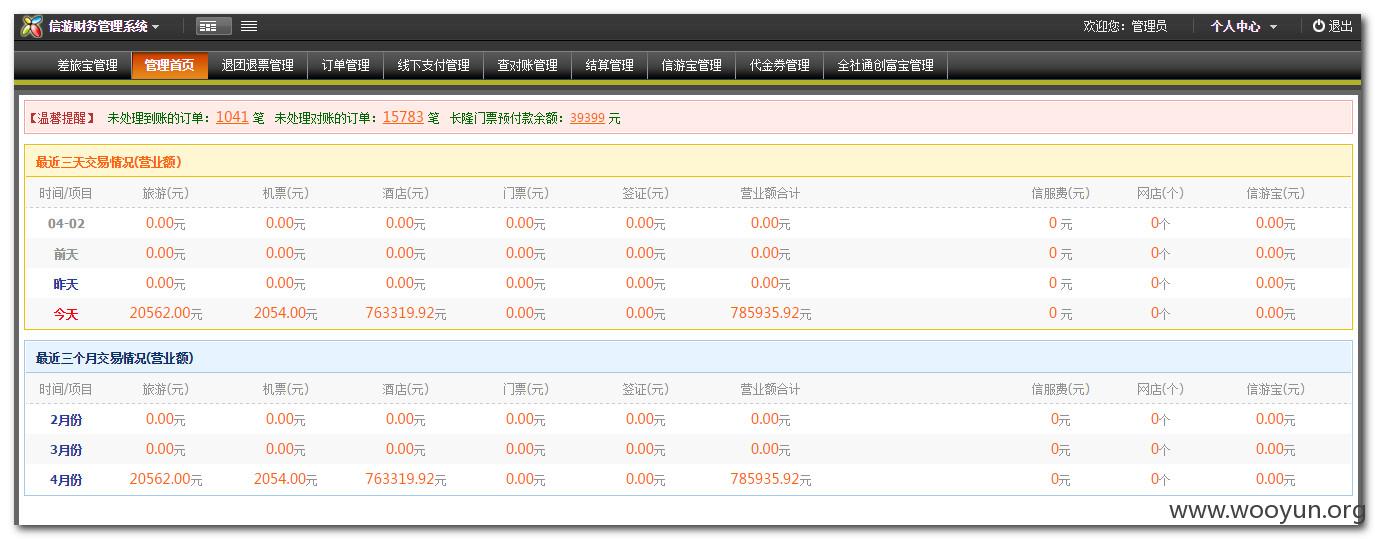 信游财务管理系统 欢迎您：管理员 个人中心 退出
差旅宝管理 管理首页 退团退票管理 订单管理 线下支付管理 查对账管理 结算管理 信游宝管理 代金券管理 全社通创富宝管理
【温馨提醒】 未处理到账的订单：1041 笔 未处理对账的订单：15783 笔 长隆门票预付款余额：39399 元
最近三天交易情况(营业额)
时间/项目 旅游(元) 机票(元) 酒店(元) 门票(元) 签证(元) 营业额合计 信服费(元) 网店(个) 信游宝(元)
04-02 0.00元 0.00元 0.00元 0.00元 0.00元 0.00元 0 元 0个 0.00元
前天 0.00元 0.00元 0.00元 0.00元 0.00元 0.00元 0 元 0个 0.00元
昨天 0.00元 0.00元 0.00元 0.00元 0.00元 0.00元 0 元 0个 0.00元
今天 20562.00元 2054.00元 763319.92元 0.00元 0.00元 785935.92元 0 元 0个 0.00元
最近三个月交易情况(营业额)
时间/项目 旅游(元) 机票(元) 酒店(元) 门票(元) 签证(元) 营业额合计 信服费(元) 网店(个) 信游宝(元)
2月份 0.00元 0.00元 0.00元 0.00元 0.00元 0.00元 0元 0个 0.00元
3月份 0.00元 0.00元 0.00元 0.00元 0.00元 0.00元 0元 0个 0.00元
4月份 20562.00元 2054.00元 763319.92元 0.00元 0.00元 785935.92元 0元 0个 0.00元
www.wooyun.org